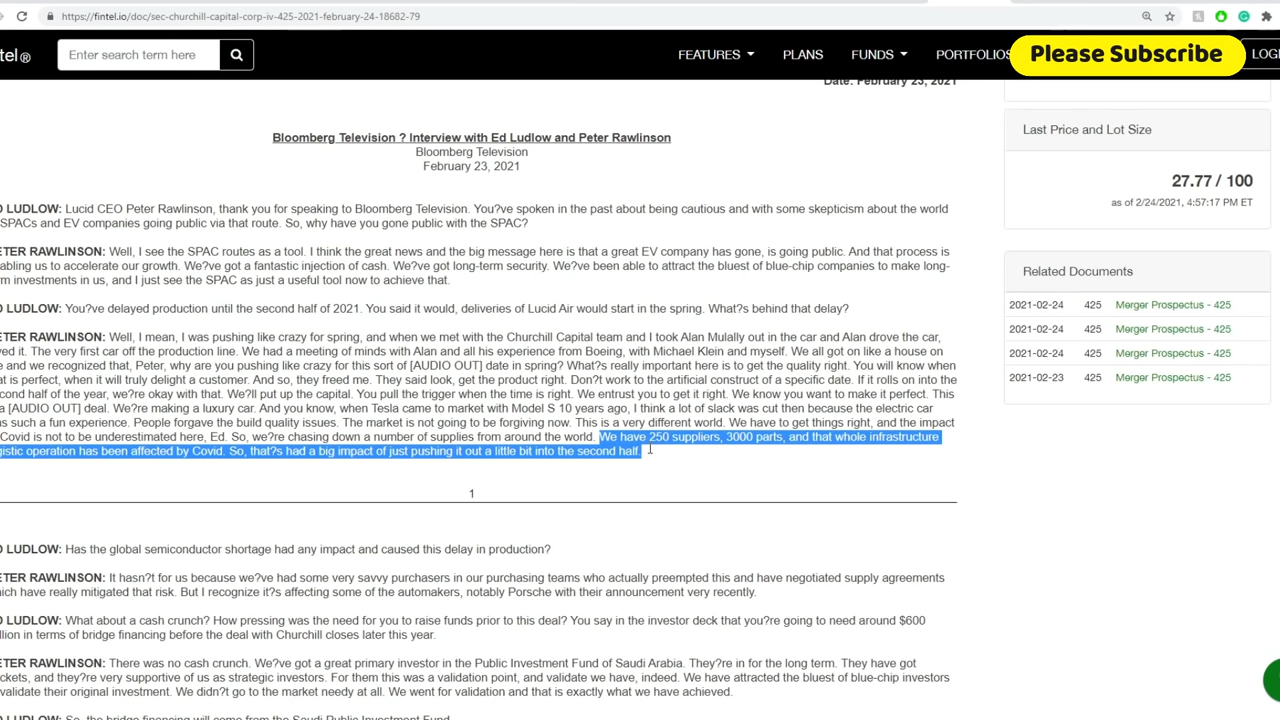 https://fintel.io/doc/sec-churchill-capital-corp-iv-425-2021-february-24-18682-79
tel®
Enter search term here
FEATURES
PLANS
FUNDS
PORTFOLIOS
Please Subscribe
Date: February 23, 2021
Bloomberg Television ? Interview with Ed Ludlow and Peter Rawlinson
Bloomberg Television
February 23, 2021
LUDLOW: Lucid CEO Peter Rawlinson, thank you for speaking to Bloomberg Television. You?ve spoken in the past about being cautious and with some skepticism about the world
SPACs and EV companies going public via that route. So, why have you gone public with the SPAC?
ETER RAWLINSON: Well, I see the SPAC routes as a tool. I think the great news and the big message here is that a great EV company has gone, is going public. And that process is
abling us to accelerate our growth. We?ve got a fantastic injection of cash. We?ve got long-term security. We?ve been able to attract the bluest of blue-chip companies to make long-
rm investments in us, and I just see the SPAC as just a useful tool now to achieve that.
LUDLOW: You?ve delayed production until the second half of 2021. You said it would, deliveries of Lucid Air would start in the spring. What?s behind that delay?
ETER RAWLINSON: Well, I mean, I was pushing like crazy for spring, and when we met with the Churchill Capital team and I took Alan Mulally out in the car and Alan drove the car,
ved it. The very first car off the production line. We had a meeting of minds with Alan and all his experience from Boeing, with Michael Klein and myself. We all got on like a house on
e and we recognized that, Peter, why are you pushing like crazy for this sort of [AUDIO OUT] date in spring? What?s really important here is to get the quality right. You will know when
at is perfect, when it will truly delight a customer. And so, they freed me. They said look, get the product right. Don?t work to the artificial construct of a specific date. If it rolls on into the
cond half of the year, we?re okay with that. We?ll put up the capital. You pull the trigger when the time is right. We entrust you to get it right. We know you want to make it perfect. This
a [AUDIO OUT] deal. We?re making a luxury car. And you know, when Tesla came to market with Model S 10 years ago, I think a lot of slack was cut then because the electric car
as such a fun experience. People forgave the build quality issues. The market is not going to be forgiving now. This is a very different world. We have to get things right, and the impact
Covid is not to be underestimated here, Ed. So, we?re chasing down a number of supplies from around the world. We have 250 suppliers, 3000 parts, and that whole infrastructure
gistic operation has been affected by Covid. So, that?s had a big impact of just pushing it out a little bit into the second half.
1
LUDLOW: Has the global semiconductor shortage had any impact and caused this delay in production?
ETER RAWLINSON: It hasn?t for us because we?ve had some very savvy purchasers in our purchasing teams who actually preempted this and have negotiated supply agreements
ich have really mitigated that risk. But I recognize it?s affecting some of the automakers, notably Porsche with their announcement very recently.
LUDLOW: What about a cash crunch? How pressing was the need for you to raise funds prior to this deal? You say in the investor deck that you?re going to need around $600
llion in terms of bridge financing before the deal with Churchill closes later this year.
ETER RAWLINSON: There was no cash crunch. We?ve got a great primary investor in the Public Investment Fund of Saudi Arabia. They?re in for the long term. They have got
ckets, and they?re very supportive of us as strategic investors. For them this was a validation point, and validate we have, indeed. We have attracted the bluest of blue-chip investors
validate their original investment. We didn?t go to the market needy at all. We went for validation and that is exactly what we have achieved.
LUDLOW: So, the bridge financing will come from the Saudi Public Investment Fund
Last Price and Lot Size
27.77 / 100
as of 2/24/2021, 4:57:17 PM ET
Related Documents
2021-02-24 425 Merger Prospectus - 425
2021-02-24 425 Merger Prospectus - 425
2021-02-24 425 Merger Prospectus - 425
2021-02-23 425 Merger Prospectus - 425